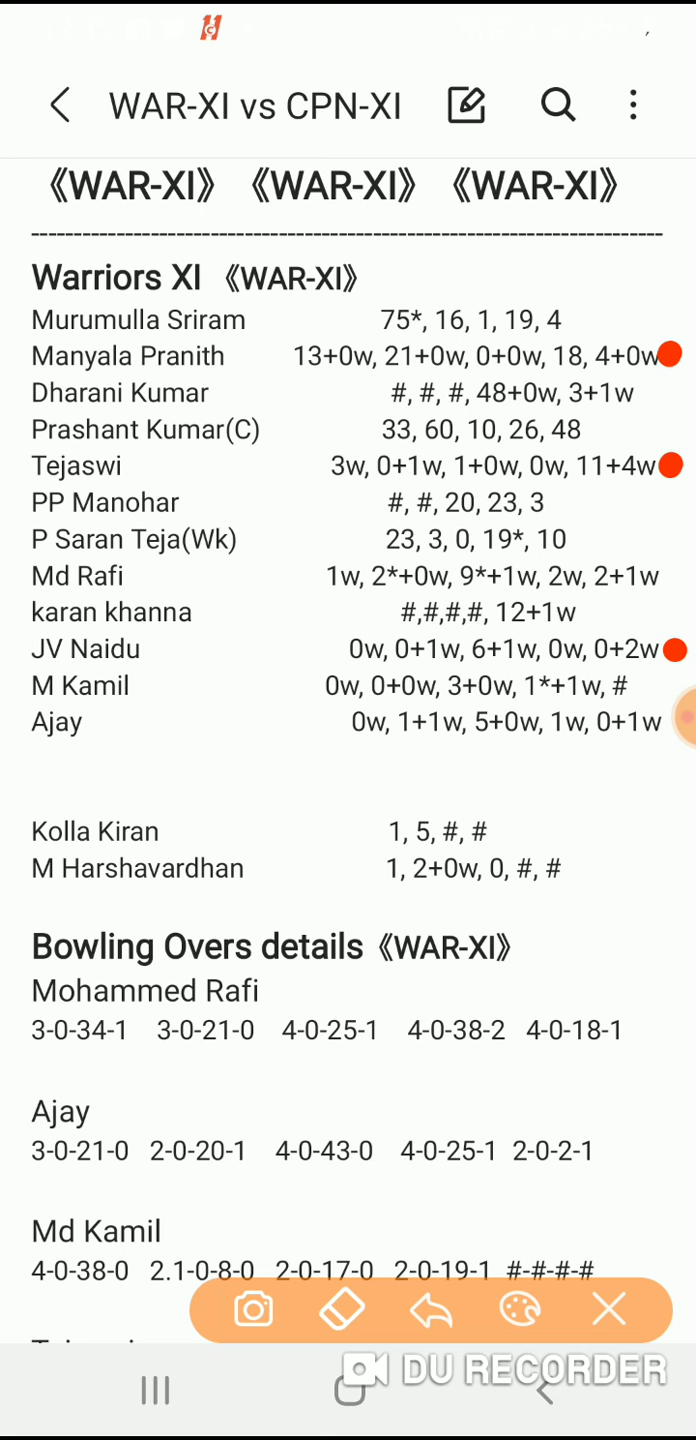 WAR-XI vs CPN-XI
《WAR-XI》 《WAR-XI》 《WAR-XI》
--------------------------------------------------------------------------
Warriors XI 《WAR-XI》
Murumulla Sriram 75*, 16, 1, 19, 4
Manyala Pranith 13+0w, 21+0w, 0+0w, 18, 4+0w
Dharani Kumar #, #, #, 48+0w, 3+1w
Prashant Kumar(C) 33, 60, 10, 26, 48
Tejaswi 3w, 0+1w, 1+0w, 0w, 11+4w
PP Manohar #, #, 20, 23, 3
P Saran Teja(Wk) 23, 3, 0, 19*, 10
Md Rafi 1w, 2*+0w, 9*+1w, 2w, 2+1w
karan khanna #,#,#,#, 12+1w
JV Naidu 0w, 0+1w, 6+1w, 0w, 0+2w
M Kamil 0w, 0+0w, 3+0w, 1*+1w, #
Ajay 0w, 1+1w, 5+0w, 1w, 0+1w
Kolla Kiran 1, 5, #, #
M Harshavardhan 1, 2+0w, 0, #, #
Bowling Overs details 《WAR-XI》
Mohammed Rafi
3-0-34-1 3-0-21-0 4-0-25-1 4-0-38-2 4-0-18-1
Ajay
3-0-21-0 2-0-20-1 4-0-43-0 4-0-25-1 2-0-2-1
Md Kamil
4-0-38-0 2.1-0-8-0 2-0-17-0 2-0-19-1 #-#-#-#
DU RECORDER